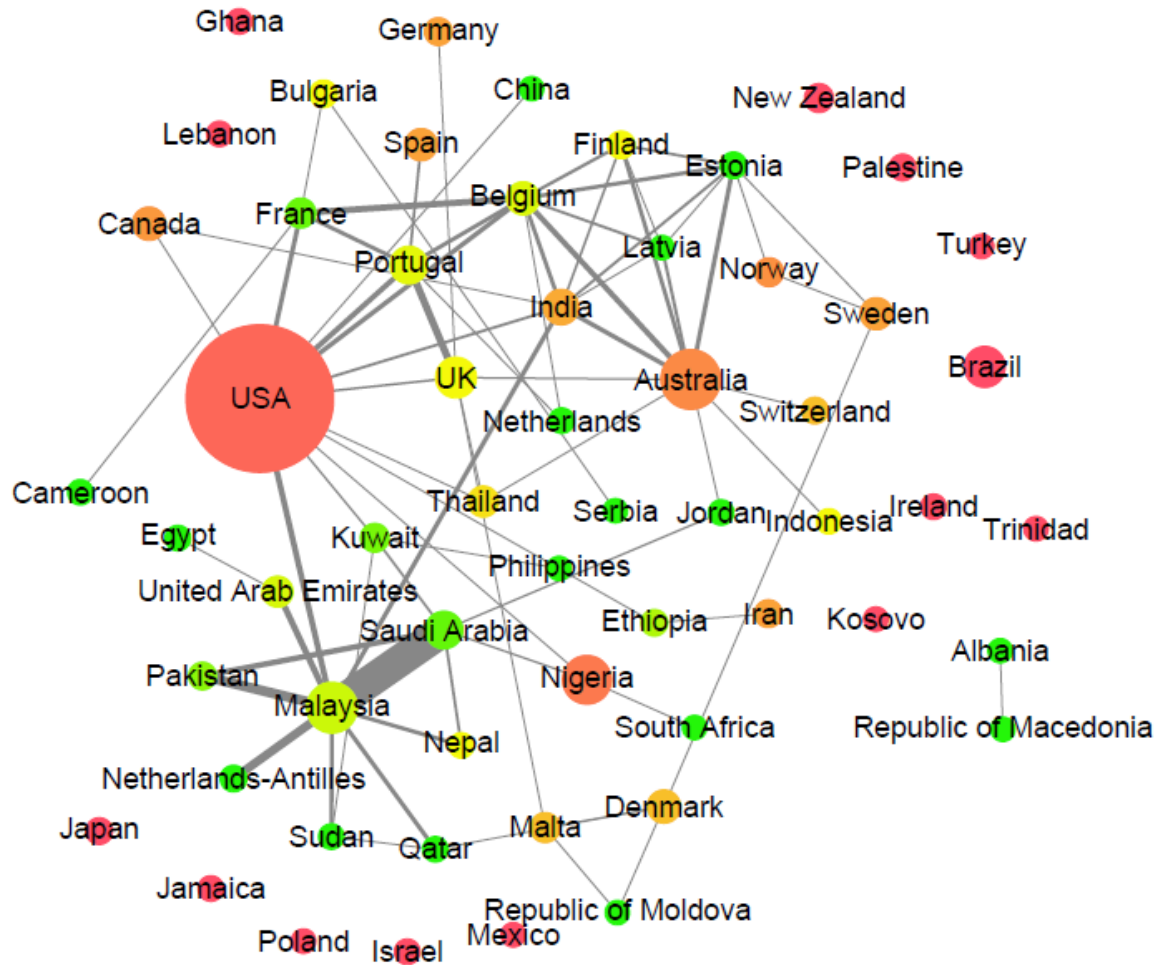 Ghana
Germany
Bulgaria
China
New Zealand
Lebanon
Spain
Finland
Estonia
Palestine
Belgium
Canada
France
Portugal
Latvia
Norway
Turkey
India
Sweden
USA
UK
Australia
Brazil
Netherlands
Switzerland
Cameroon
Thailand
Serbia
Jordan
Indonesia
Ireland
Trinidad
Egypt
Kuwait
Philippines
United Arab Emirates
Saudi Arabia
Ethiopia
Iran
Kosovo
Albania
Pakistan
Malaysia
Nigeria
Nepal
South Africa
Republic of Macedonia
Netherlands-Antilles
Japan
Sudan
Qatar
Malta
Denmark
Jamaica
Republic of Moldova
Poland
Israel
Mexico